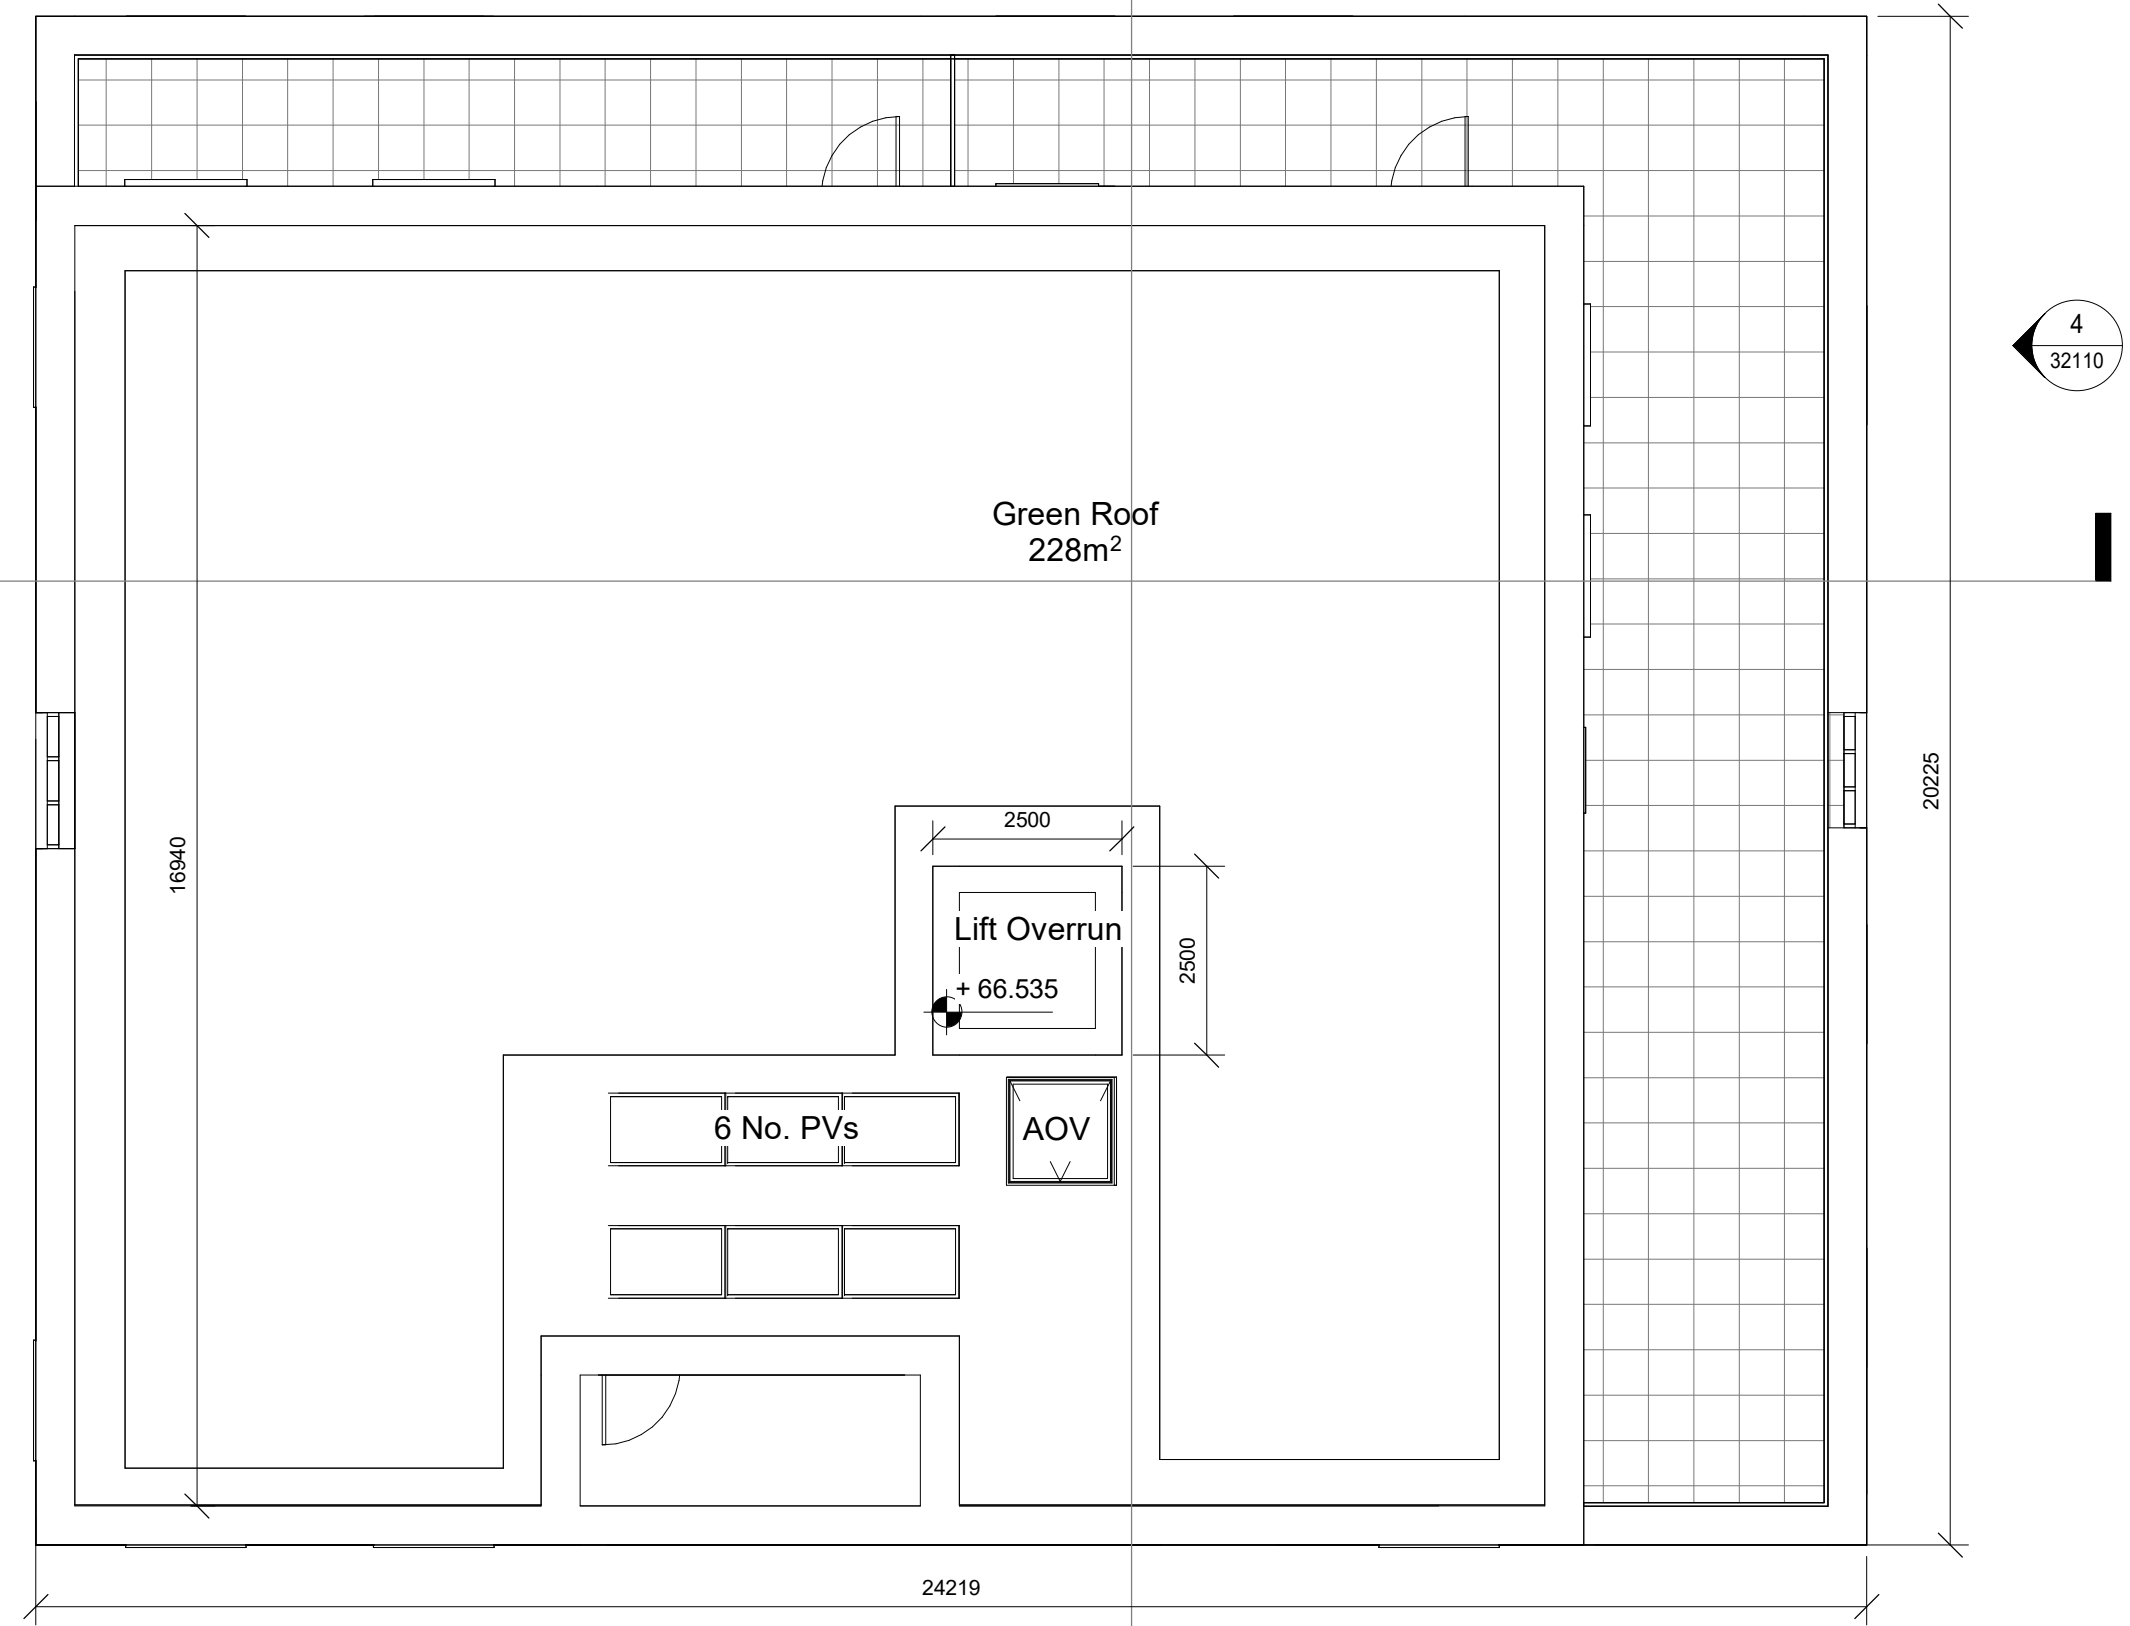 4
32110
Green Roof
228m²
20225
2500
16940
Lift Overrun
2500
+ 66.535
6 No. PVs
AOV
24219